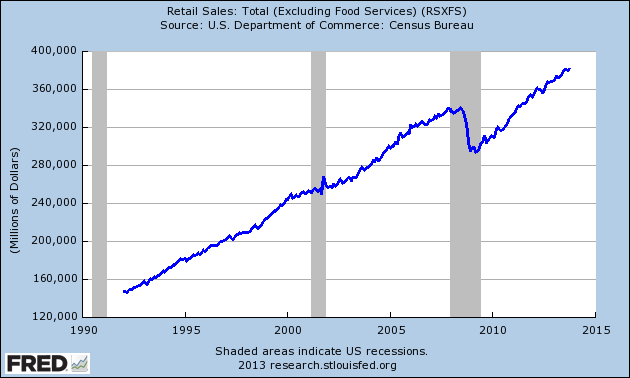 Retail Sales: Total (Excluding Food Services) (RSXFS)
Source: U.S. Department of Commerce: Census Bureau
400,000
360,000
320,000
280,000
240,000
200,000
160,000
120,000
(Millions of Dollars)
1990 1995 2000 2005 2010 2015
Shaded areas indicate US recessions.
2013 research.stlouisfed.org
FRED